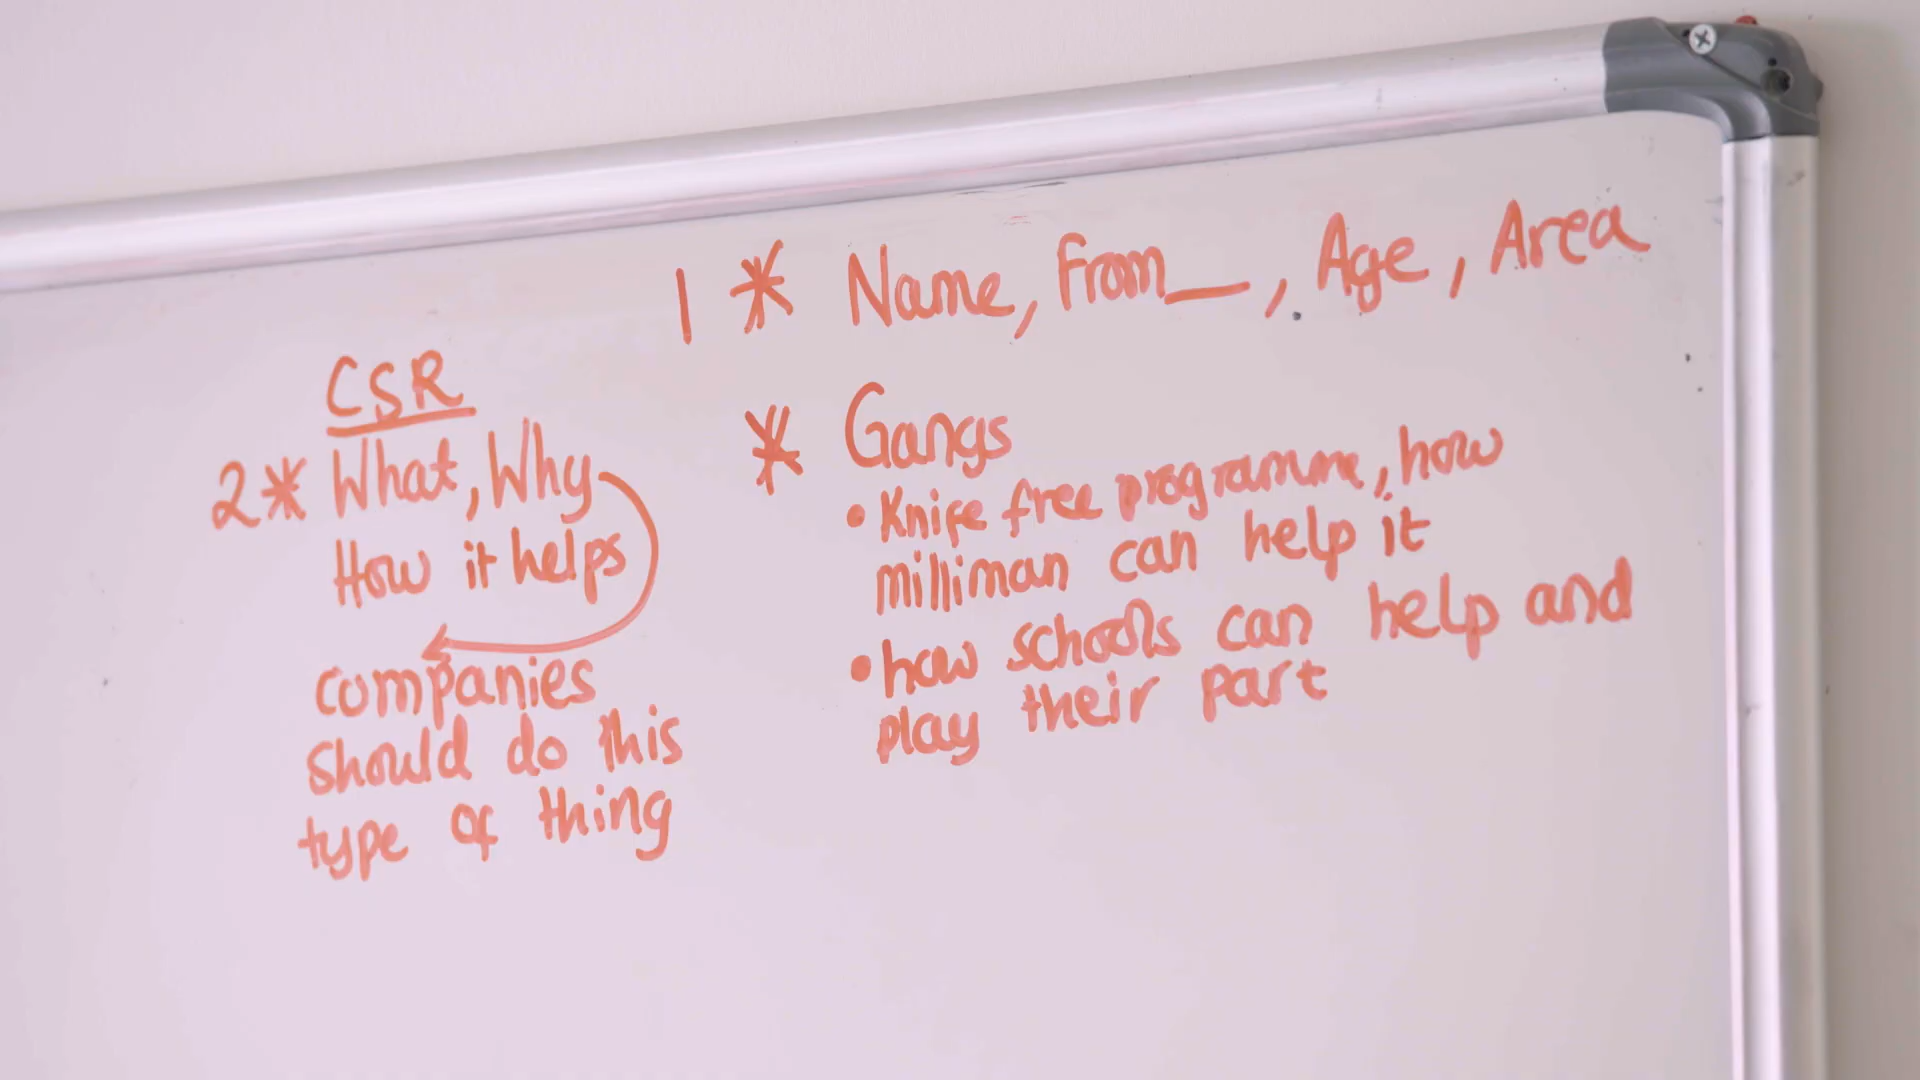 1 * Name, From__, Age, Area
CSR
2* What, Why
How it helps
companies
should do this
type of thing
* Gangs
• Knife free programme, how
milliman can help it
• how schools can help and
play their part